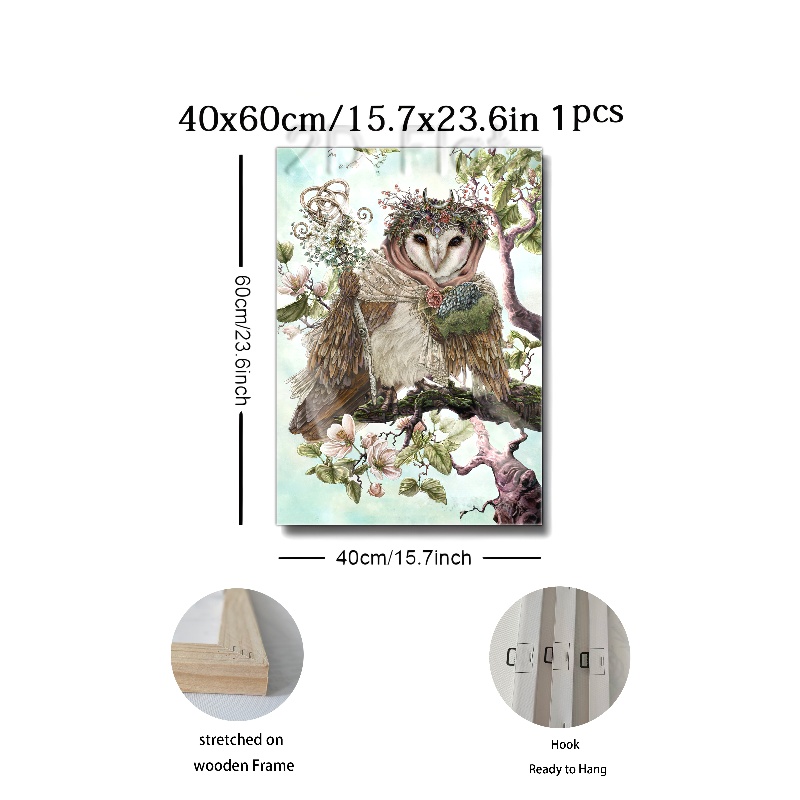 40x60cm/15.7x23.6in 1pcs
60cm/23.6inch
40cm/15.7inch
stretched on
wooden Frame
Hook
Ready to Hang